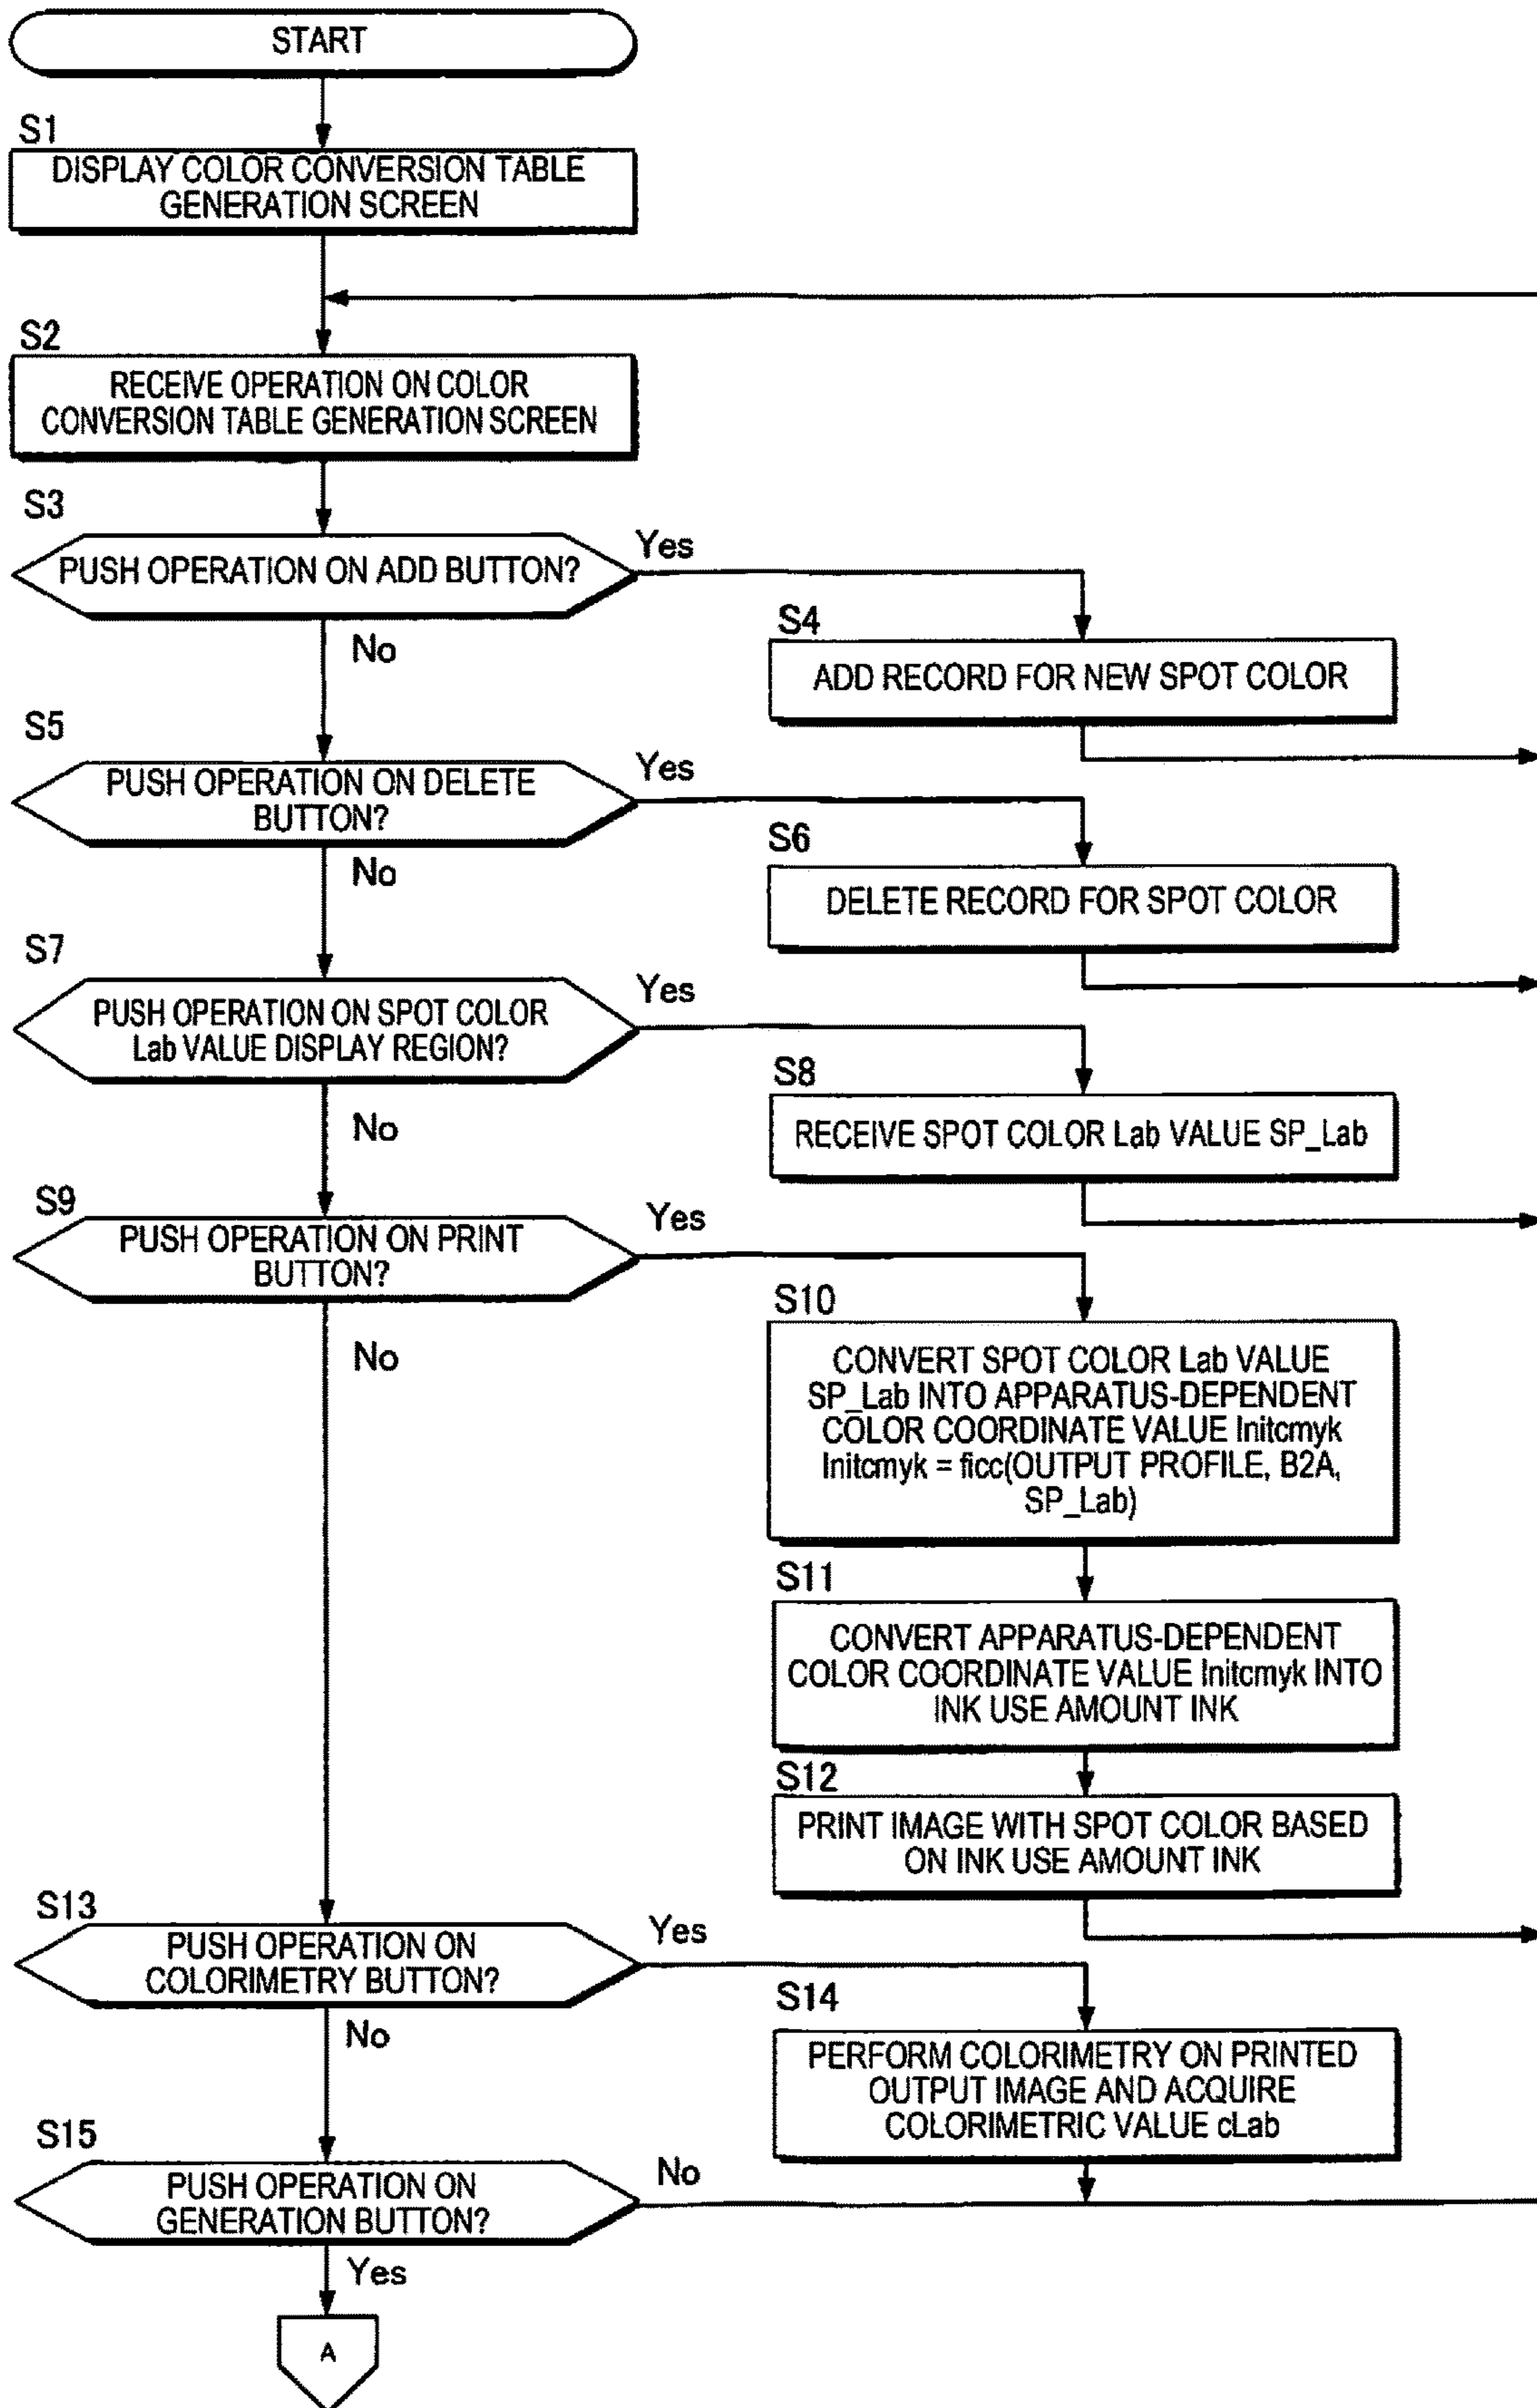 START
S1
DISPLAY COLOR CONVERSION TABLE
GENERATION SCREEN
S2
RECEIVE OPERATION ON COLOR
CONVERSION TABLE GENERATION SCREEN
S3
PUSH OPERATION ON ADD BUTTON?
Yes
No
S4
ADD RECORD FOR NEW SPOT COLOR
S5
PUSH OPERATION ON DELETE
BUTTON?
Yes
No
S6
DELETE RECORD FOR SPOT COLOR
S7
PUSH OPERATION ON SPOT COLOR
Lab VALUE DISPLAY REGION?
Yes
No
S8
RECEIVE SPOT COLOR Lab VALUE SP_Lab
S9
PUSH OPERATION ON PRINT
BUTTON?
Yes
No
S10
CONVERT SPOT COLOR Lab VALUE
SP_Lab INTO APPARATUS-DEPENDENT
COLOR COORDINATE VALUE Initcmyk
Initcmyk = ficc(OUTPUT PROFILE, B2A,
SP_Lab)
S11
CONVERT APPARATUS-DEPENDENT
COLOR COORDINATE VALUE Initcmyk INTO
INK USE AMOUNT INK
S12
PRINT IMAGE WITH SPOT COLOR BASED
ON INK USE AMOUNT INK
S13
PUSH OPERATION ON
COLORIMETRY BUTTON?
Yes
No
S14
PERFORM COLORIMETRY ON PRINTED
OUTPUT IMAGE AND ACQUIRE
COLORIMETRIC VALUE cLab
S15
PUSH OPERATION ON
GENERATION BUTTON?
No
Yes
A